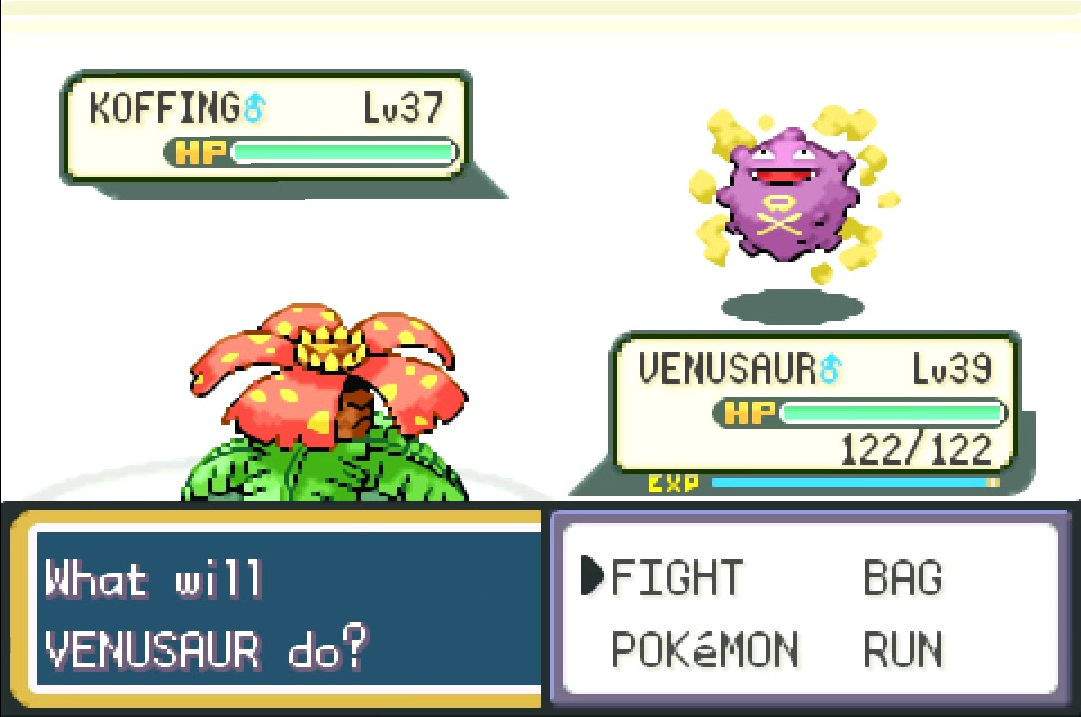 KOFFING♂ Lv37
HP
VENUSAUR♂ Lv39
HP
122/122
EXP
What will
VENUSAUR do?
FIGHT BAG
POKéMON RUN